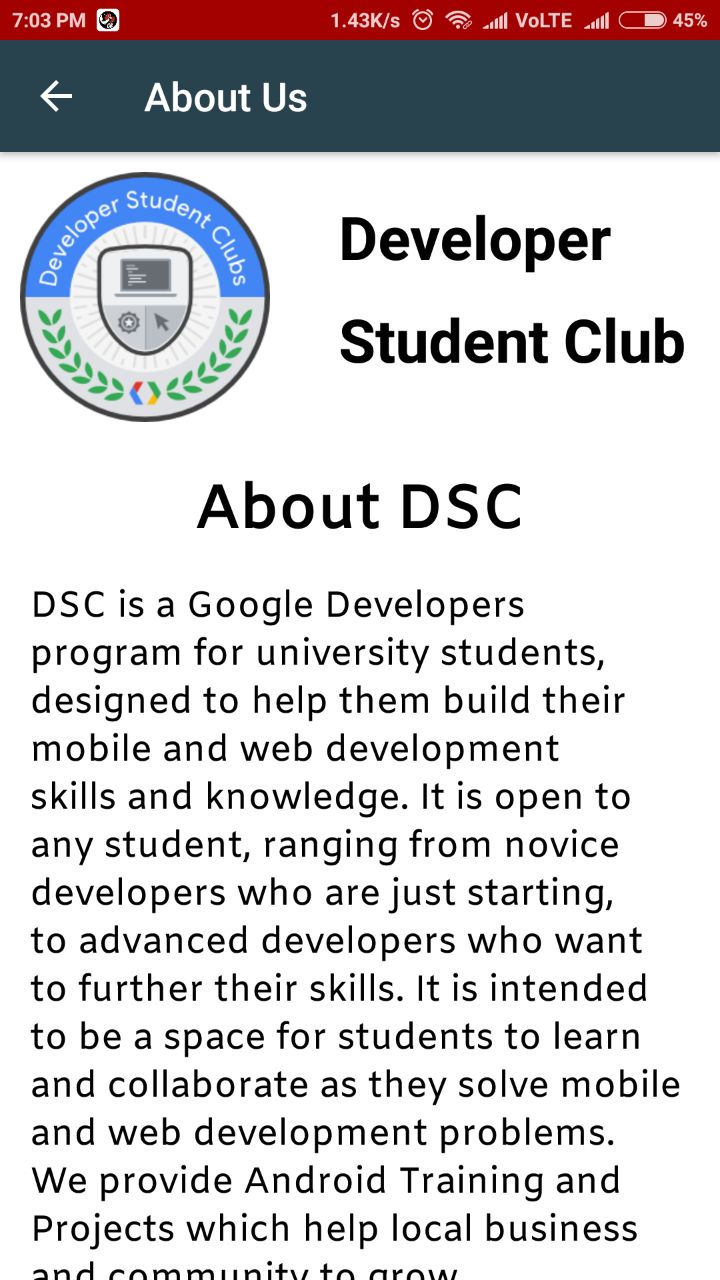 7:03 PM 1.43K/s VoLTE 45%
About Us
Developer Student Clubs
Developer
Student Club
About DSC
DSC is a Google Developers
program for university students,
designed to help them build their
mobile and web development
skills and knowledge. It is open to
any student, ranging from novice
developers who are just starting,
to advanced developers who want
to further their skills. It is intended
to be a space for students to learn
and collaborate as they solve mobile
and web development problems.
We provide Android Training and
Projects which help local business
and community to grow